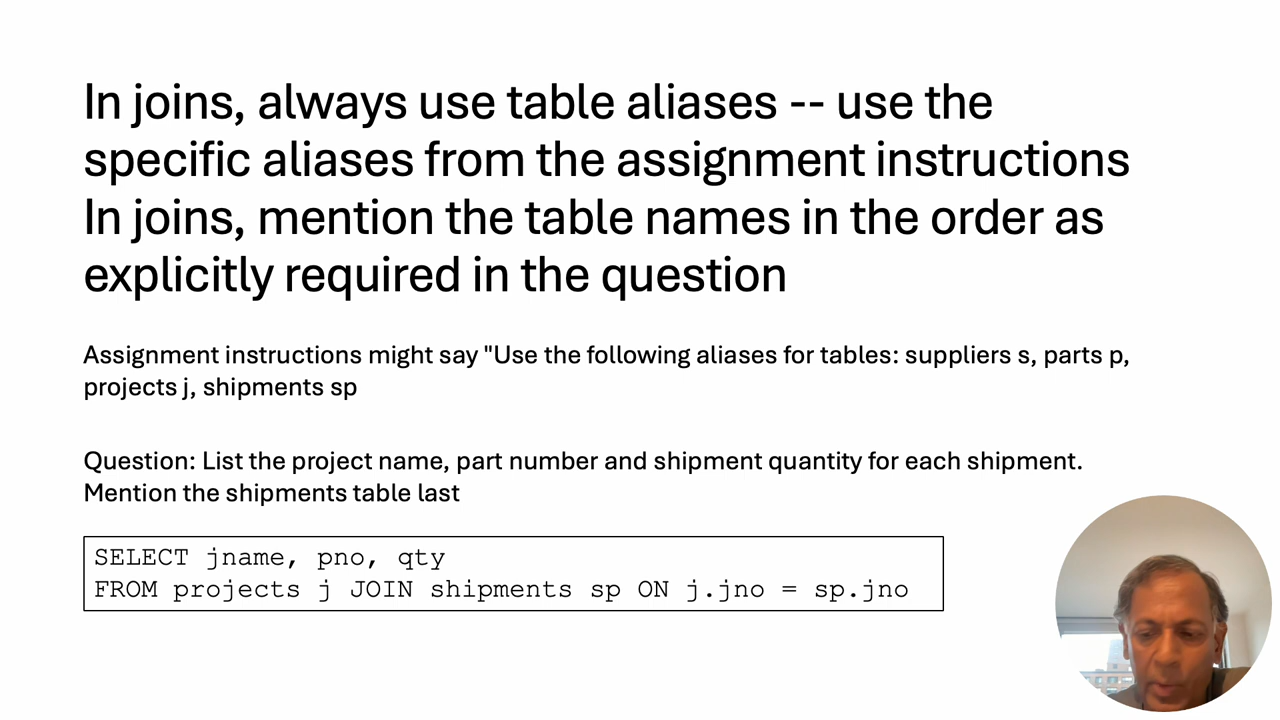 In joins, always use table aliases -- use the
specific aliases from the assignment instructions
In joins, mention the table names in the order as
explicitly required in the question
Assignment instructions might say "Use the following aliases for tables: suppliers s, parts p,
projects j, shipments sp
Question: List the project name, part number and shipment quantity for each shipment.
Mention the shipments table last
SELECT jname, pno, qty
FROM projects j JOIN shipments sp ON j.jno = sp.jno